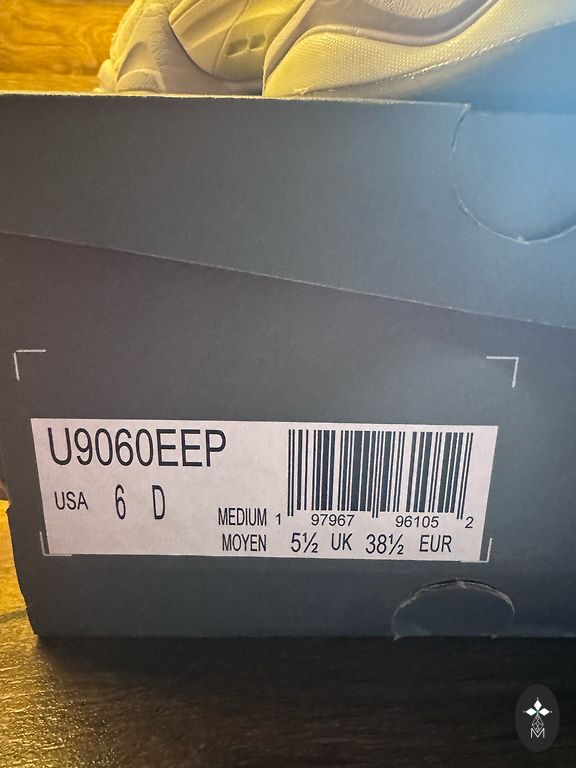 U9060EEP
USA 6 D
1 97967 96105 2
MEDIUM
MOYEN 5½ UK 38½ EUR
M